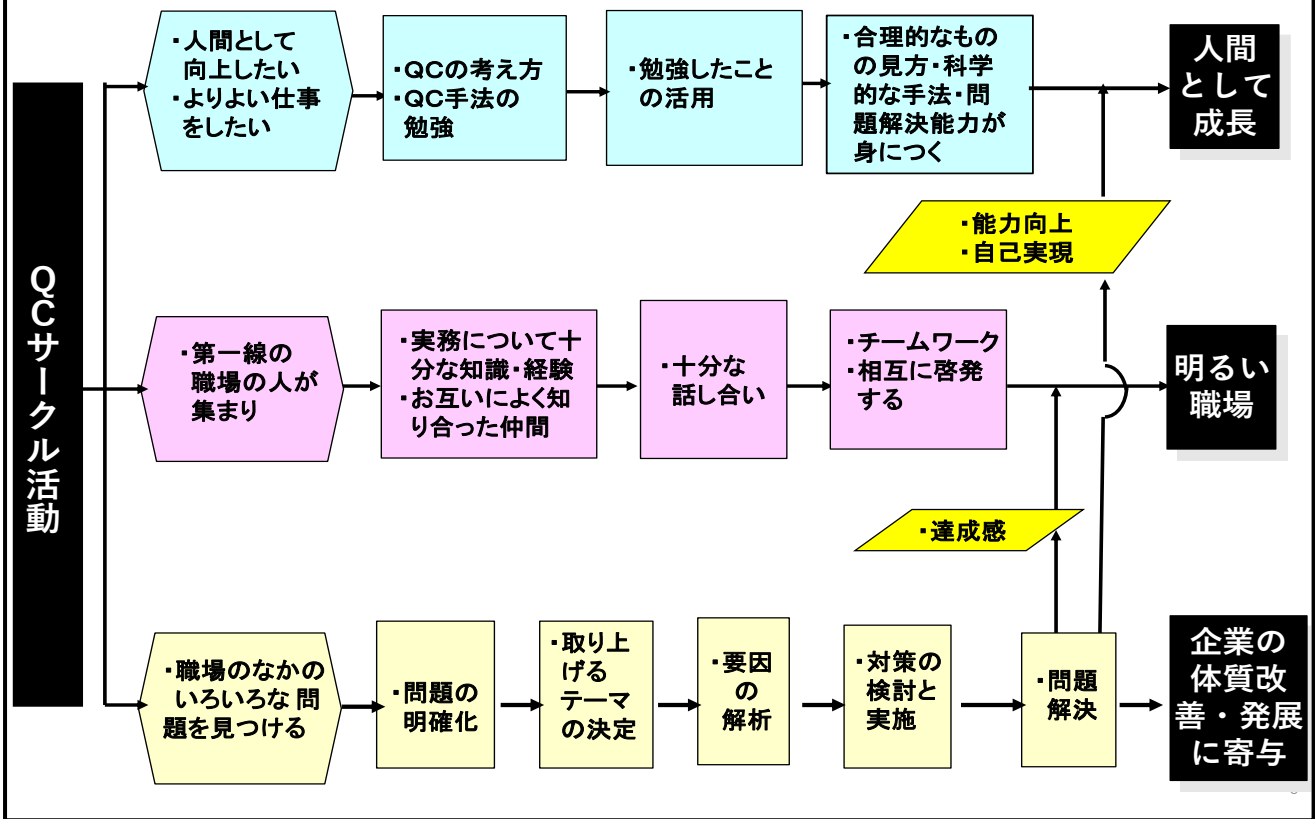 QCサークル活動
・人間として
向上したい
・よりよい仕事
をしたい
・QCの考え方
・QC手法の
勉強
・勉強したこと
の活用
・合理的なもの
の見方・科学
的な手法・問
題解決能力が
身につく
人間
として
成長
・能力向上
・自己実現
・第一線の
職場の人が
集まり
・実務について十
分な知識・経験
・お互いによく知
り合った仲間
・十分な
話し合い
・チームワーク
・相互に啓発
する
明るい
職場
・達成感
・職場のなかの
いろいろな 問
題を見つける
・問題の
明確化
・取り上
げる
テーマ
の決定
・要因
の
解析
・対策の
検討と
実施
・問題
解決
企業の
体質改
善・発展
に寄与